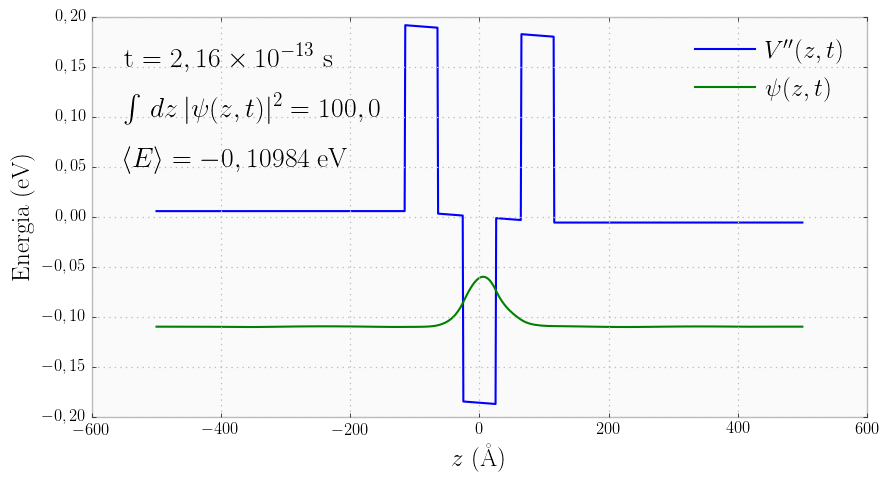 t = 2,16 × 10⁻¹³ s
∫ dz |ψ(z,t)|² = 100,0
⟨E⟩ = −0,10984 eV
V″(z,t)
ψ(z,t)
Energia (eV)
0,20
0,15
0,10
0,05
0,00
−0,05
−0,10
−0,15
−0,20
−600 −400 −200 0 200 400 600
z (Å)